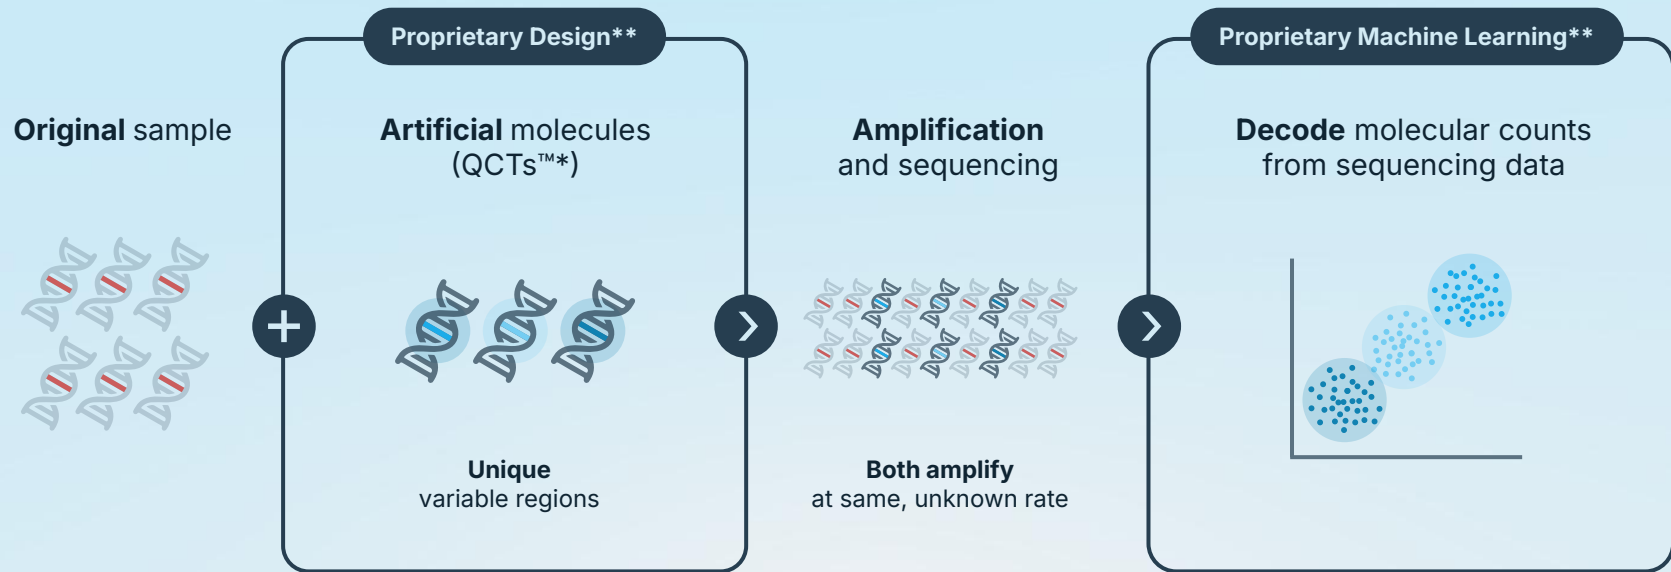 Proprietary Design**
Proprietary Machine Learning**
Original sample
Artificial molecules
(QCTs™*)
Amplification
and sequencing
Decode molecular counts
from sequencing data
Unique
variable regions
Both amplify
at same, unknown rate